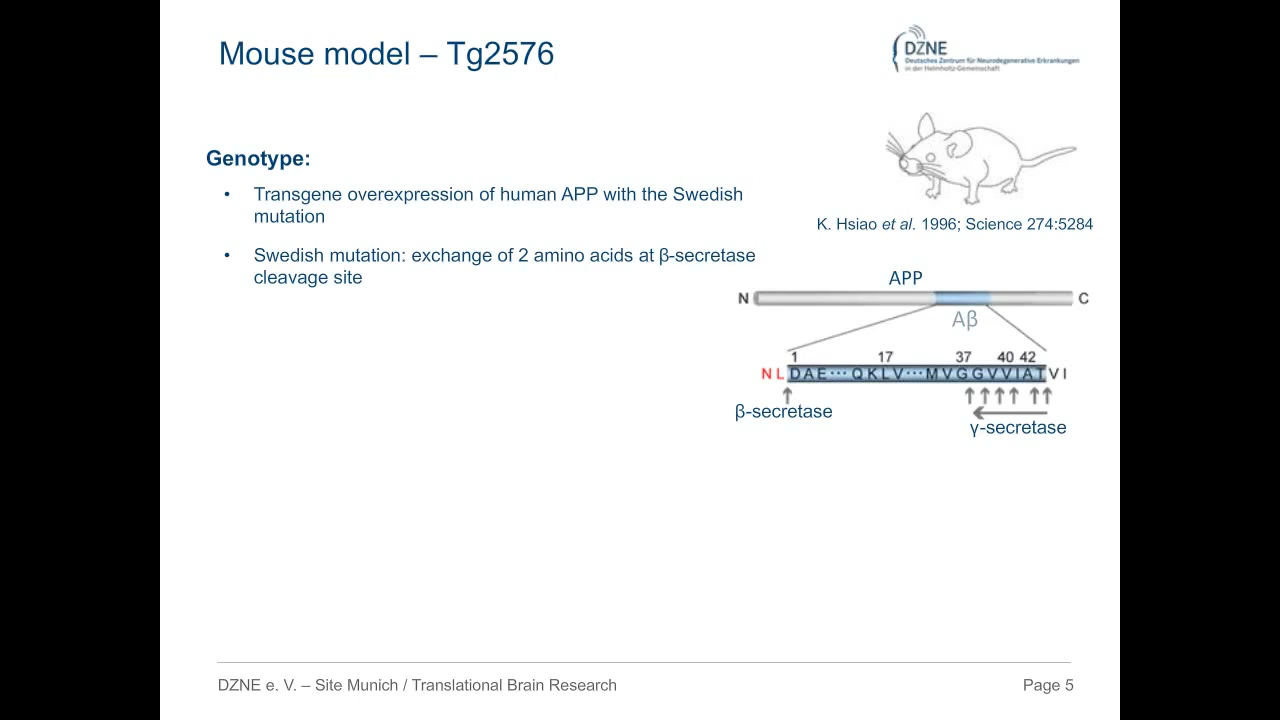 Mouse model – Tg2576
DZNE
Deutsches Zentrum für Neurodegenerative Erkrankungen
in der Helmholtz-Gemeinschaft
Genotype:
• Transgene overexpression of human APP with the Swedish
mutation
• Swedish mutation: exchange of 2 amino acids at β-secretase
cleavage site
K. Hsiao et al. 1996; Science 274:5284
APP
N C
Aβ
1 17 37 40 42
NLDAE···QKLV···MVGGVVIATVI
β-secretase
γ-secretase
DZNE e. V. – Site Munich / Translational Brain Research
Page 5